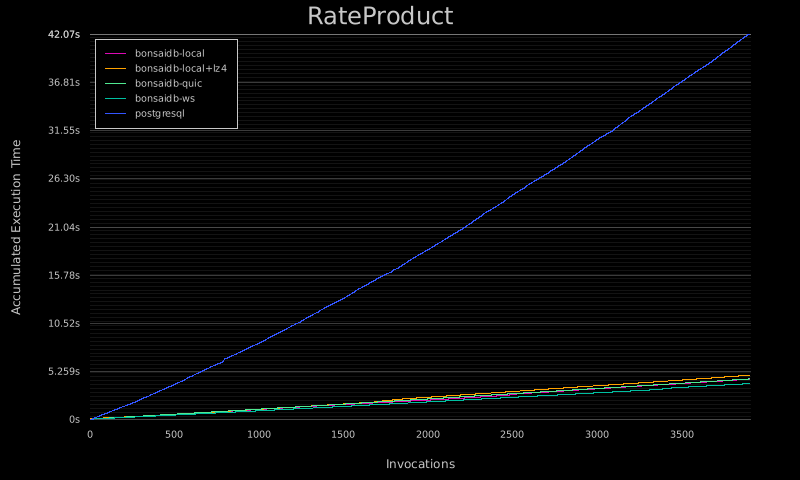 RateProduct
42.07s
36.81s
31.55s
26.30s
21.04s
15.78s
10.52s
5.259s
0s
Accumulated Execution Time
bonsaidb-local
bonsaidb-local+lz4
bonsaidb-quic
bonsaidb-ws
postgresql
0 500 1000 1500 2000 2500 3000 3500
Invocations